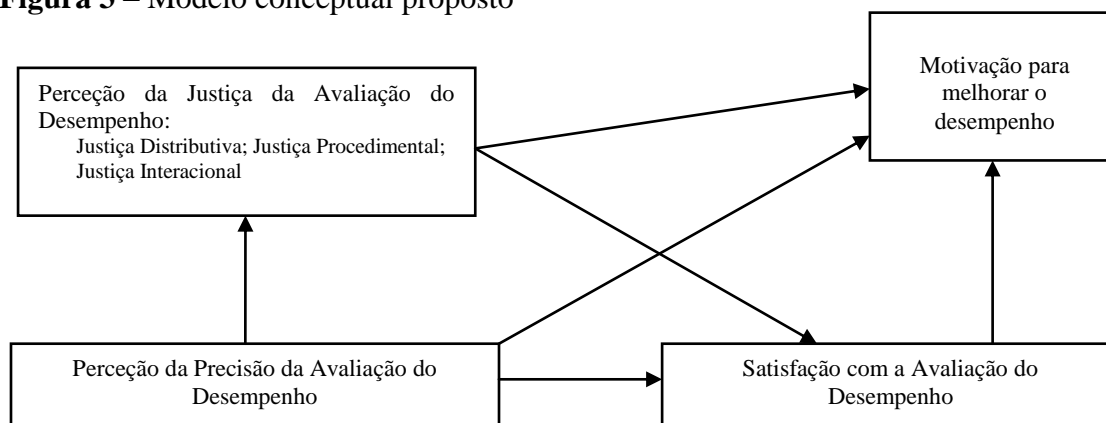 Figura 3 – Modelo conceptual proposto
Perceção da Justiça da Avaliação do
Desempenho:
Justiça Distributiva; Justiça Procedimental;
Justiça Interacional
Motivação para
melhorar o
desempenho
Perceção da Precisão da Avaliação do
Desempenho
Satisfação com a Avaliação do
Desempenho